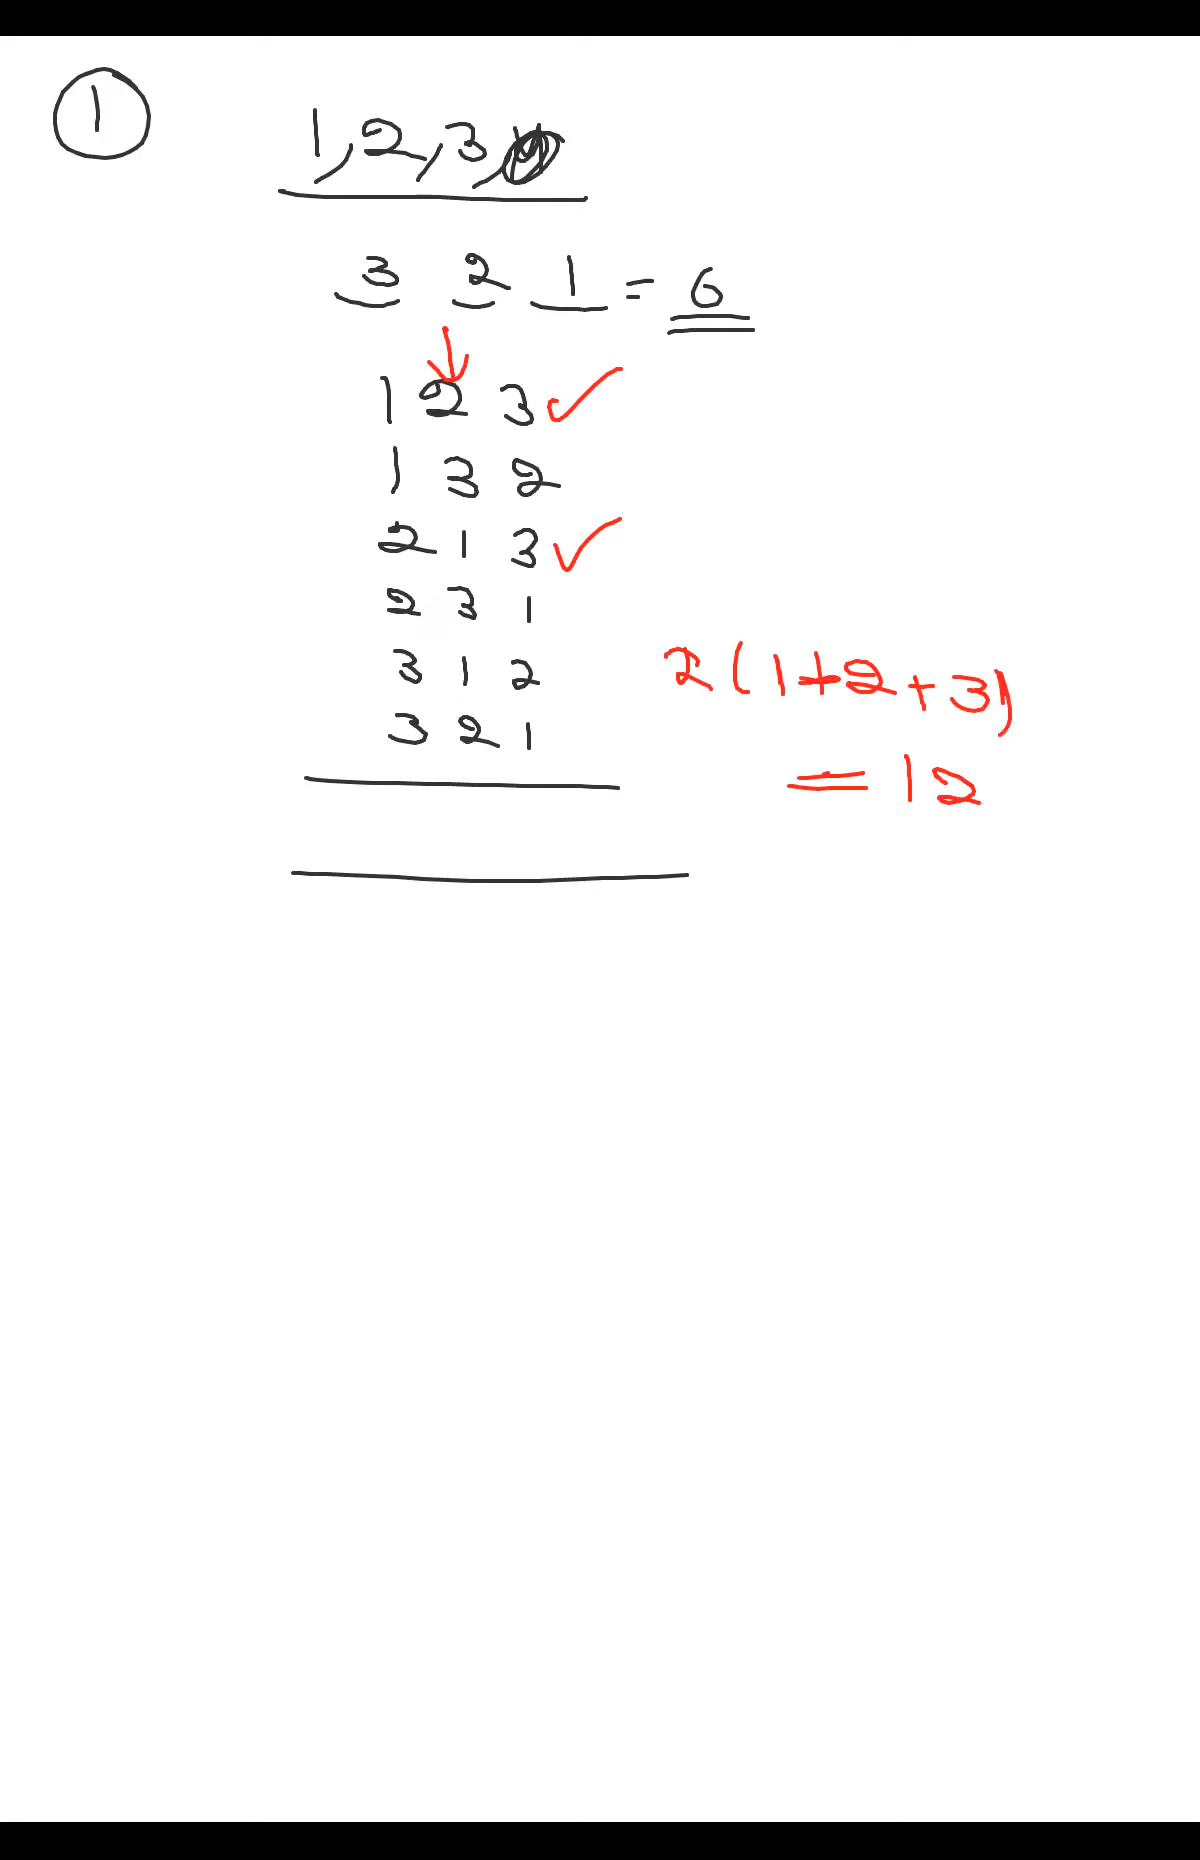 1
1, 2, 3,
3 2 1 = 6
1 2 3 ✓
1 3 2
2 1 3 ✓
2 3 1
3 1 2
3 2 1
2(1+2+3)
= 12